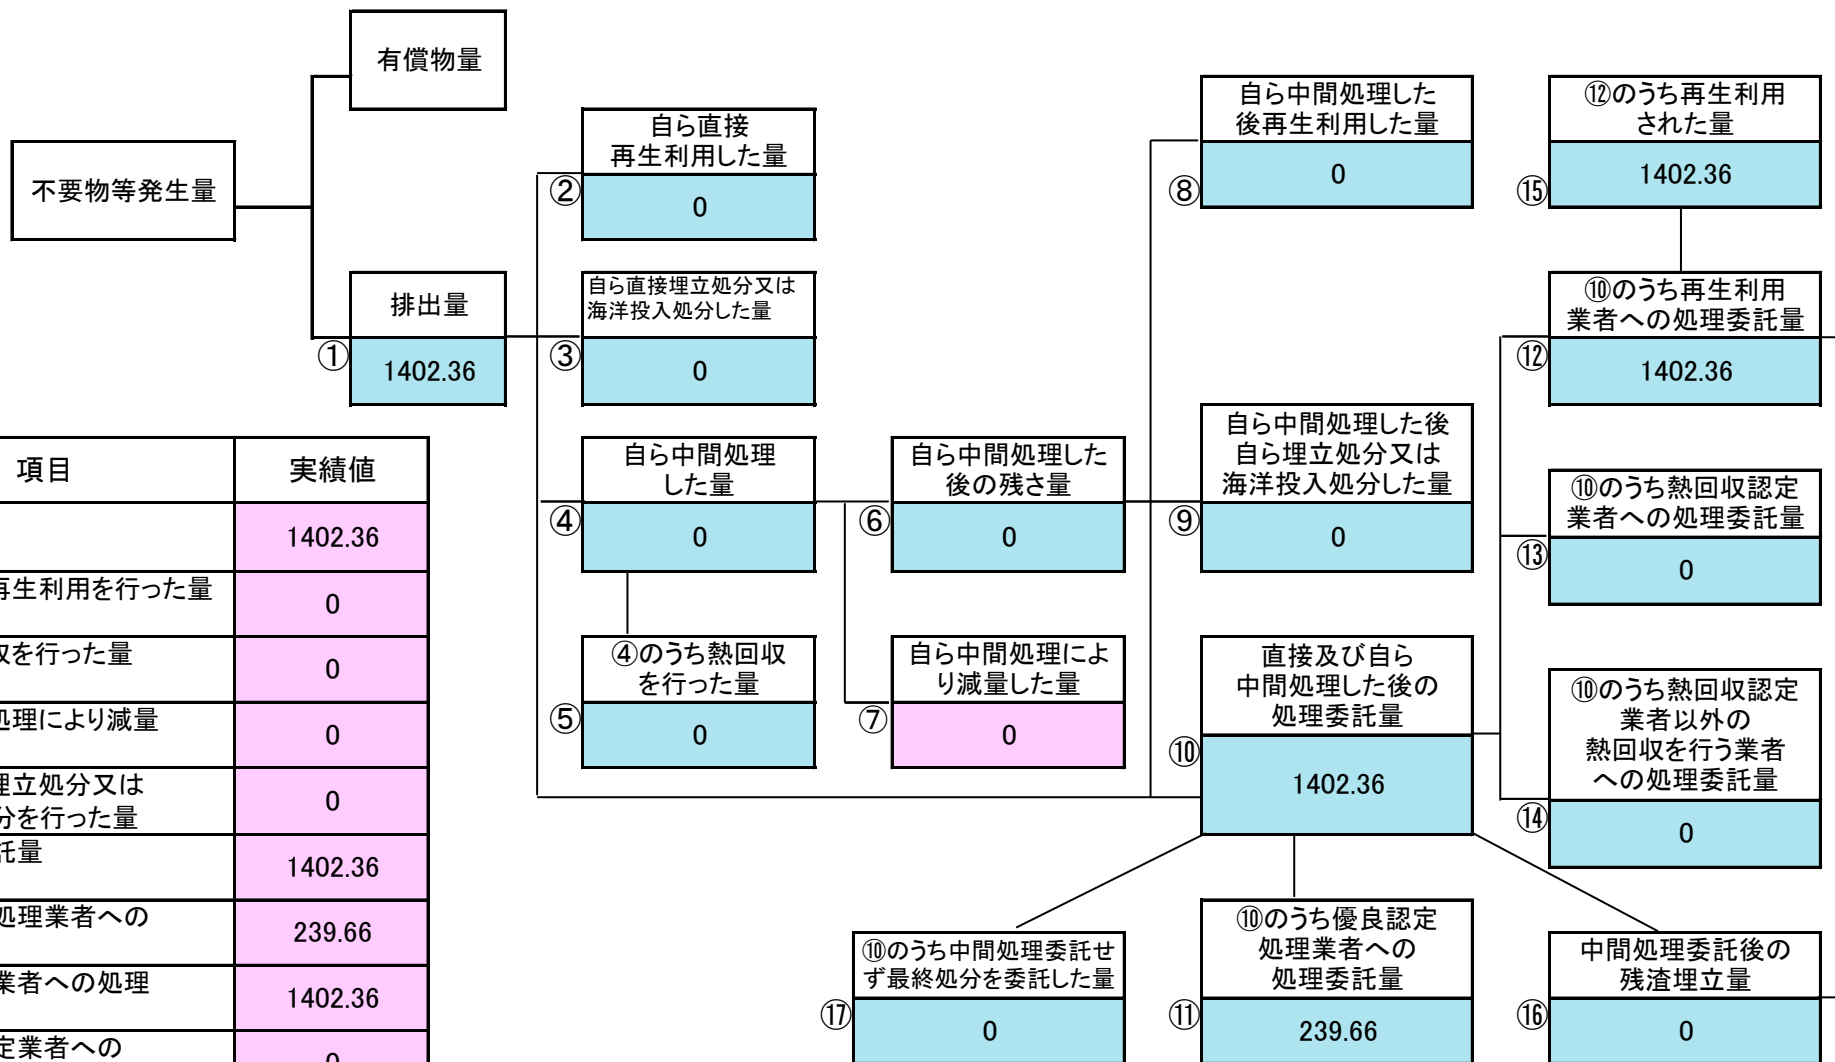 有償物量
不要物等発生量
排出量
①
1402.36
自ら直接
再生利用した量
②
0
自ら直接埋立処分又は
海洋投入処分した量
③
0
自ら中間処理
した量
④
0
④のうち熱回収
を行った量
⑤
0
自ら中間処理した
後の残さ量
⑥
0
自ら中間処理によ
り減量した量
⑦
0
自ら中間処理した
後再生利用した量
⑧
0
自ら中間処理した後
自ら埋立処分又は
海洋投入処分した量
⑨
0
直接及び自ら
中間処理した後の
処理委託量
⑩
1402.36
⑩のうち優良認定
処理業者への
処理委託量
⑪
239.66
⑫のうち再生利用
された量
⑮
1402.36
⑩のうち再生利用
業者への処理委託量
⑫
1402.36
⑩のうち熱回収認定
業者への処理委託量
⑬
0
⑩のうち熱回収認定
業者以外の
熱回収を行う業者
への処理委託量
⑭
0
⑩のうち中間処理委託せ
ず最終処分を委託した量
⑰
0
中間処理委託後の
残渣埋立量
⑯
0
項目 実績値
1402.36
再生利用を行った量
0
を行った量
0
処理により減量
0
埋立処分又は
分を行った量
0
託量
1402.36
処理業者への
239.66
業者への処理
1402.36
定業者への
0